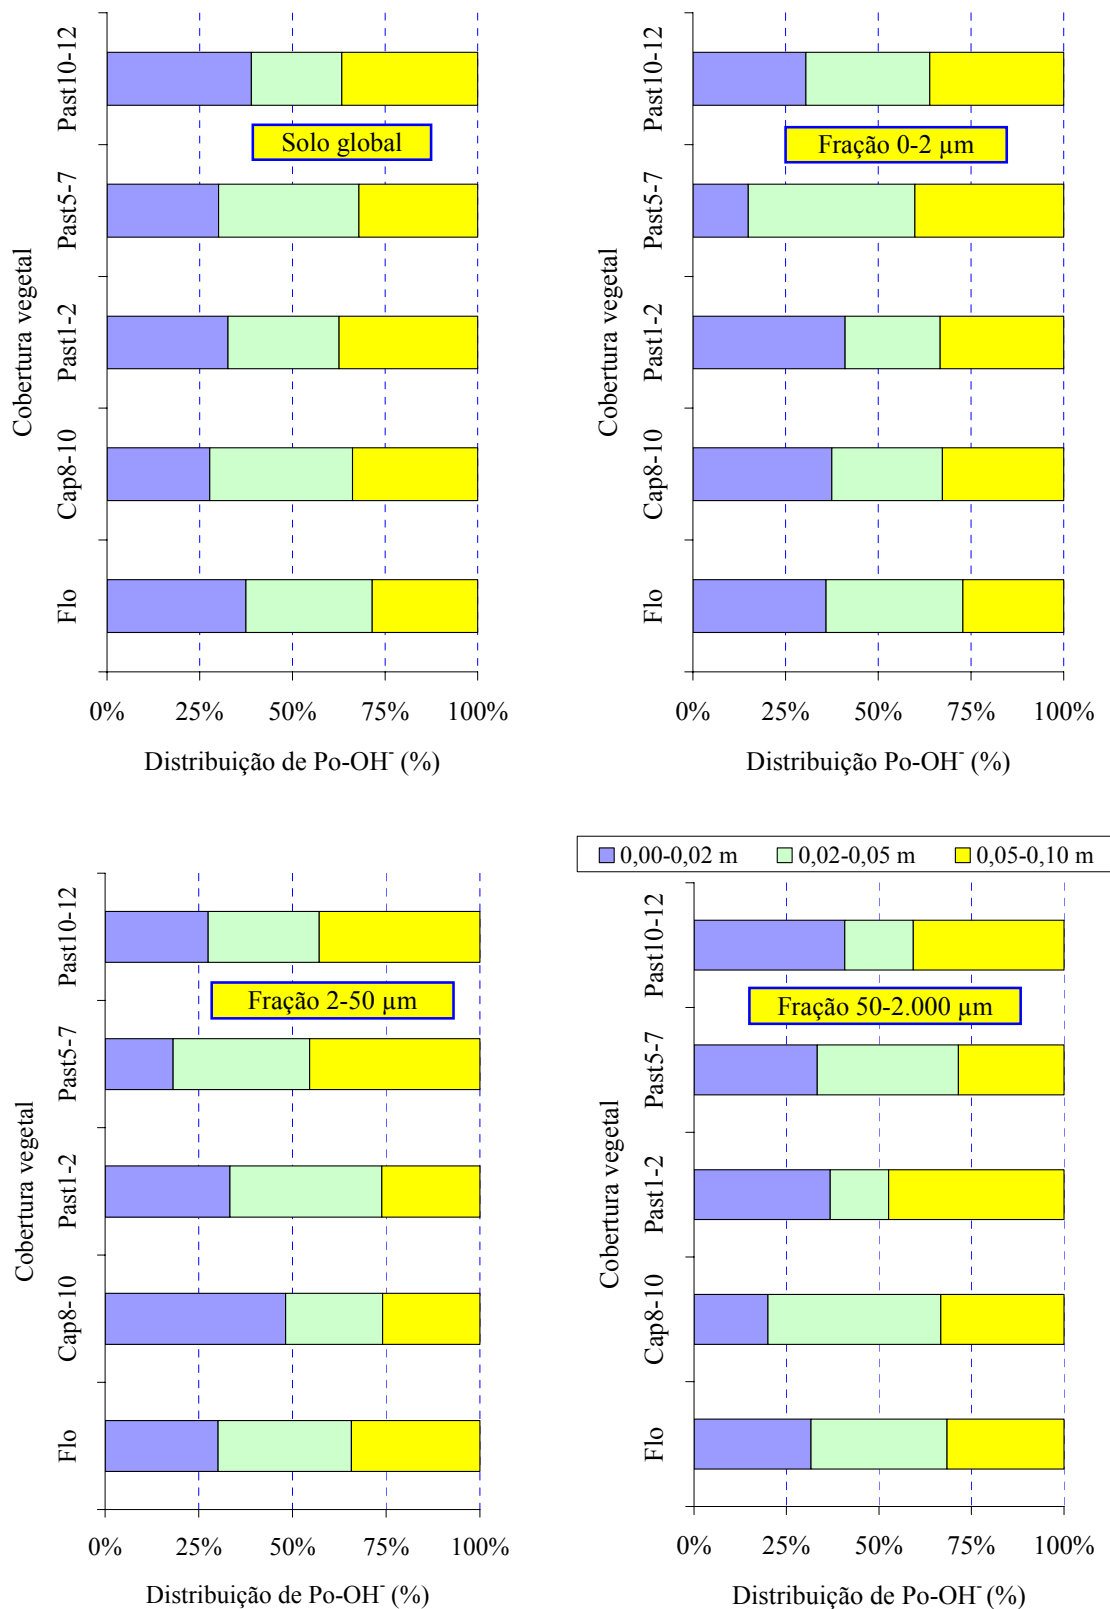 Solo global
Cobertura vegetal
Past10-12
Past5-7
Past1-2
Cap8-10
Flo
0% 25% 50% 75% 100%
Distribuição de Po-OH⁻ (%)
Fração 0-2 µm
Cobertura vegetal
Past10-12
Past5-7
Past1-2
Cap8-10
Flo
0% 25% 50% 75% 100%
Distribuição Po-OH⁻ (%)
Fração 2-50 µm
Cobertura vegetal
Past10-12
Past5-7
Past1-2
Cap8-10
Flo
0% 25% 50% 75% 100%
Distribuição de Po-OH⁻ (%)
0,00-0,02 m 0,02-0,05 m 0,05-0,10 m
Fração 50-2.000 µm
Cobertura vegetal
Past10-12
Past5-7
Past1-2
Cap8-10
Flo
0% 25% 50% 75% 100%
Distribuição de Po-OH⁻ (%)